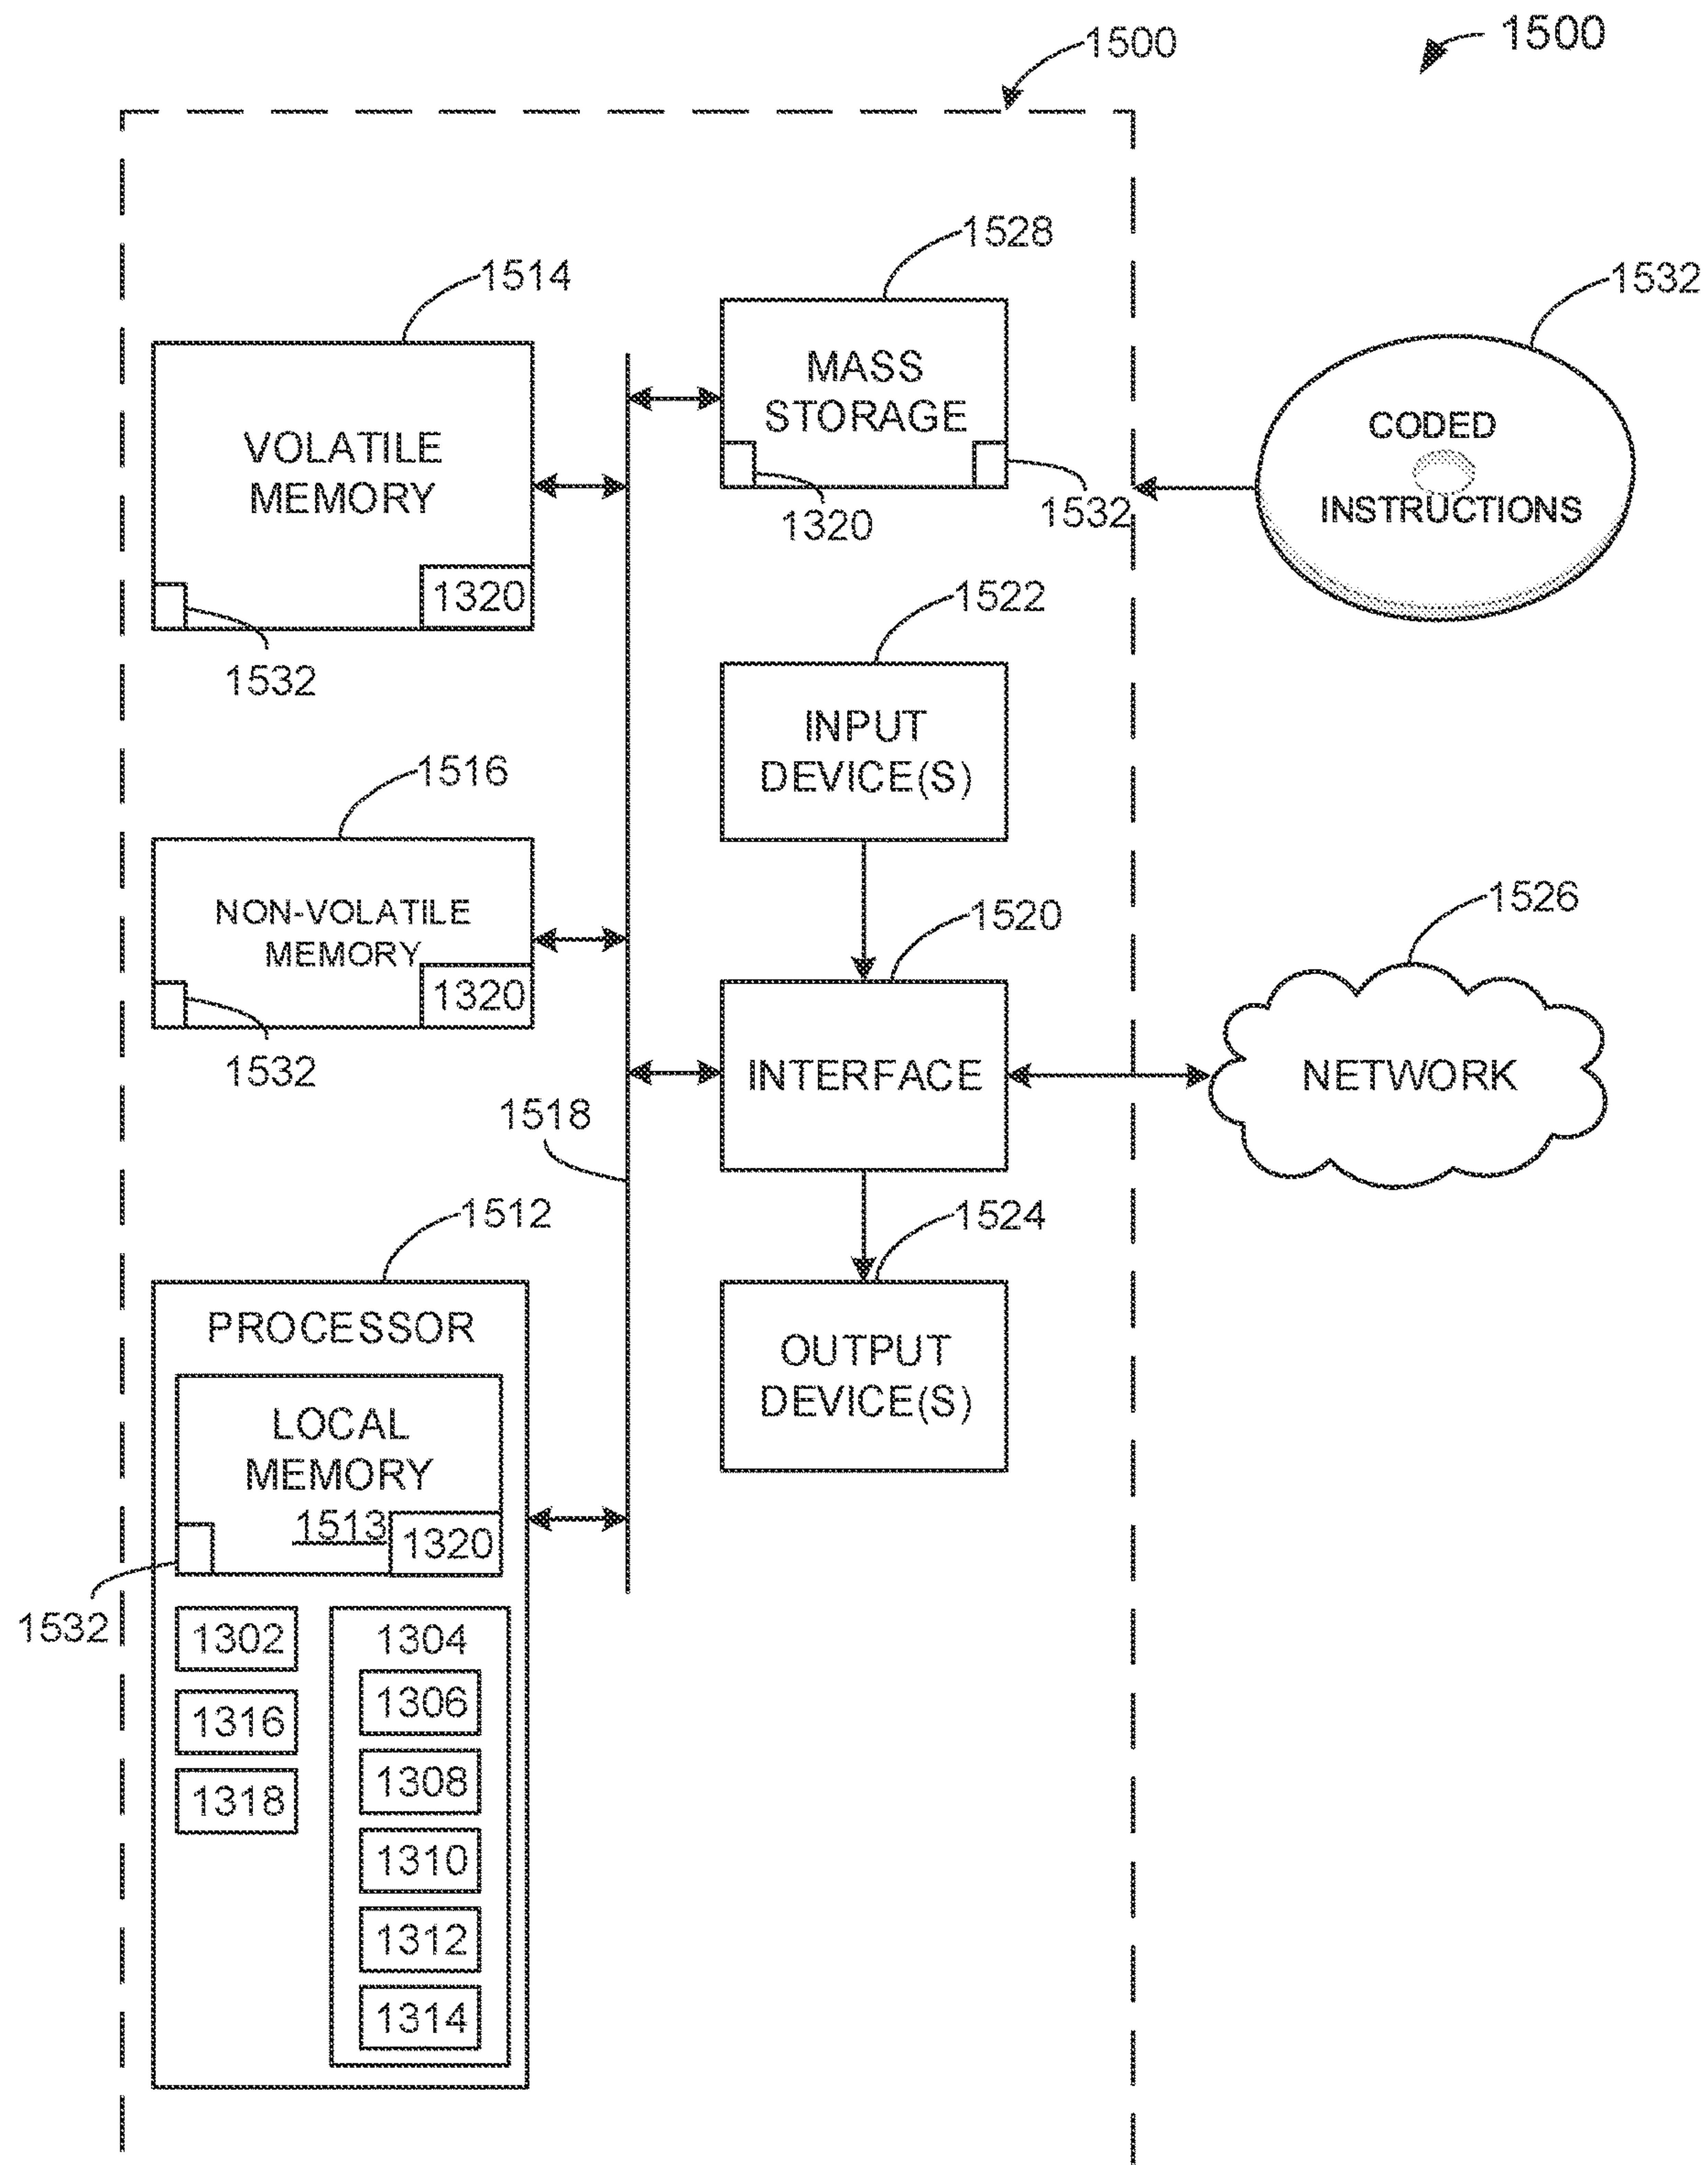 1500
1500
1528
1514
1532
MASS
STORAGE
CODED
INSTRUCTIONS
VOLATILE
MEMORY
1320
1532
1320
1532
1522
INPUT
DEVICE(S)
1516
NON-VOLATILE
MEMORY
1320
1532
1520
1526
INTERFACE
NETWORK
1518
1512
1524
PROCESSOR
OUTPUT
DEVICE(S)
LOCAL
MEMORY
1513
1320
1532
1302
1316
1318
1304
1306
1308
1310
1312
1314